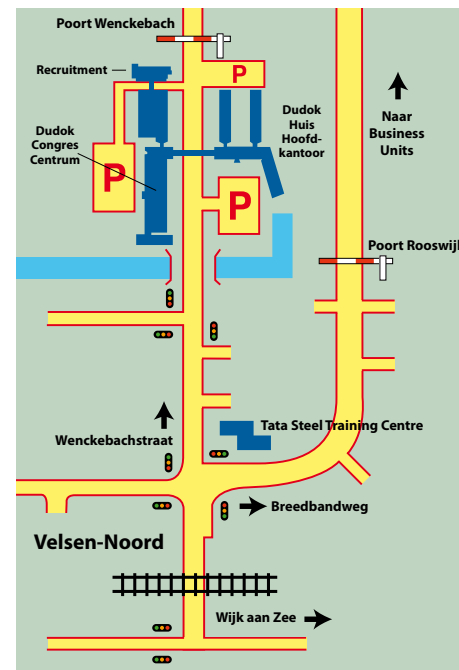 Poort Wenckebach
Recruitment
P
Dudok
Congres
Centrum
Dudok
Huis
Hoofd-
kantoor
Naar
Business
Units
P
P
Poort Rooswijk
Tata Steel Training Centre
Wenckebachstraat
Breedbandweg
Velsen-Noord
Wijk aan Zee